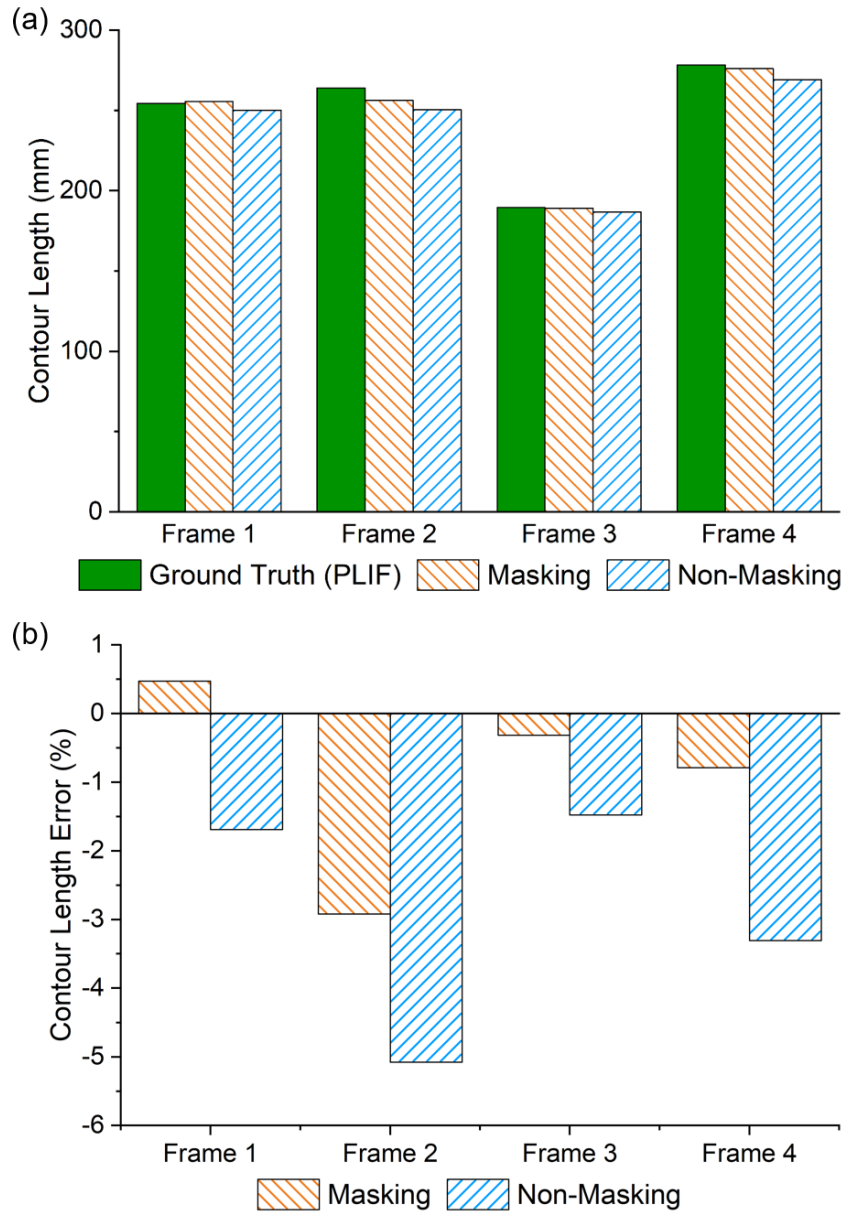 (a)
300
200
100
0
Contour Length (mm)
Frame 1 Frame 2 Frame 3 Frame 4
Ground Truth (PLIF) Masking Non-Masking
(b)
1
0
-1
-2
-3
-4
-5
-6
Contour Length Error (%)
Frame 1 Frame 2 Frame 3 Frame 4
Masking Non-Masking